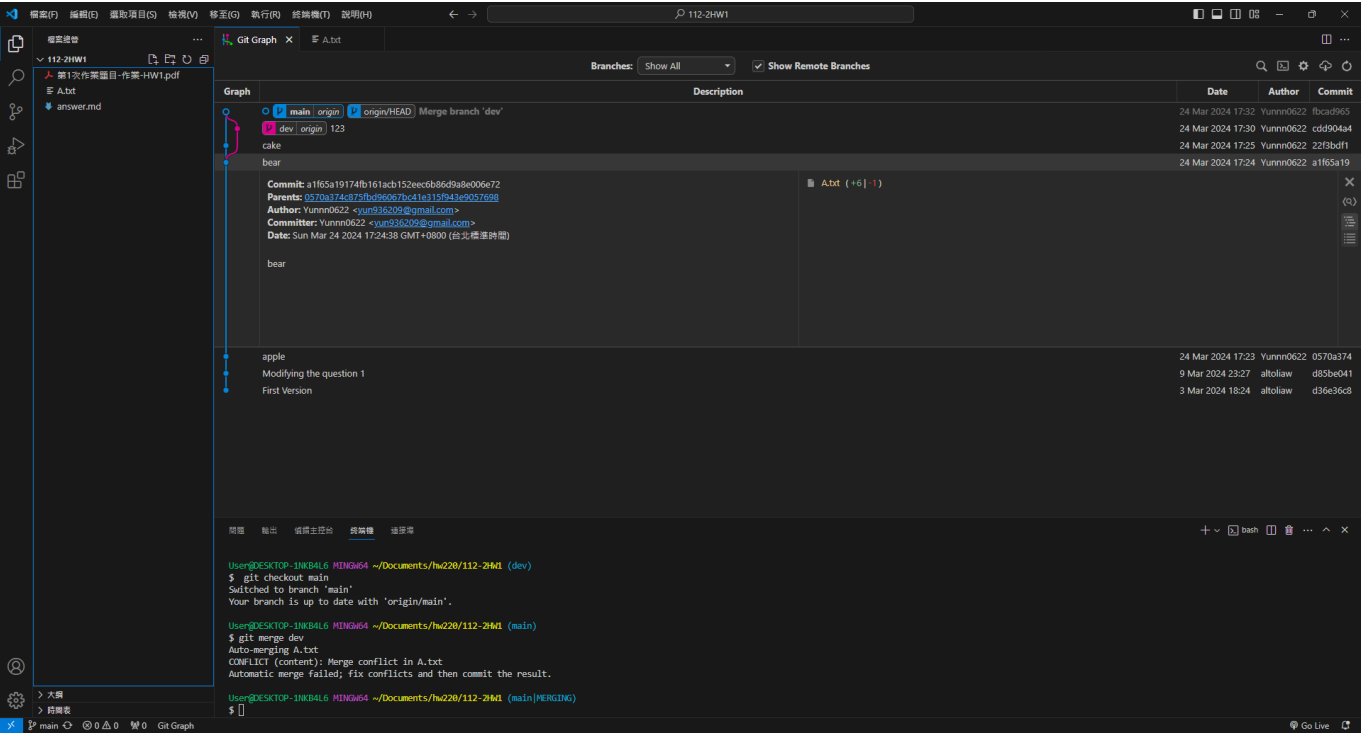 檔案(F) 編輯(E) 選取項目(S) 檢視(V) 移至(G) 執行(R) 終端機(T) 說明(H) 112-2HW1
檔案總管
Git Graph
A.txt
112-2HW1
第1次作業題目-作業-HW1.pdf
A.txt
answer.md
Branches: Show All Show Remote Branches
Graph Description Date Author Commit
main origin origin/HEAD Merge branch 'dev' 24 Mar 2024 17:32 Yunnn0622 fbcad965
dev origin 123 24 Mar 2024 17:30 Yunnn0622 cdd904a4
cake 24 Mar 2024 17:25 Yunnn0622 22f3bdf1
bear 24 Mar 2024 17:24 Yunnn0622 a1f65a19
Commit: a1f65a19174fb161acb152eec6b86d9a8e006e72
Parents: 0570a374c875fbd96067bc41e315f943e9057698
Author: Yunnn0622 <yun936209@gmail.com>
Committer: Yunnn0622 <yun936209@gmail.com>
Date: Sun Mar 24 2024 17:24:38 GMT+0800 (台北標準時間)
bear
A.txt (+6|-1)
apple 24 Mar 2024 17:23 Yunnn0622 0570a374
Modifying the question 1 9 Mar 2024 23:27 altoliaw d85be041
First Version 3 Mar 2024 18:24 altoliaw d36e36c8
問題 輸出 偵錯主控台 終端機 連接埠 bash
User@DESKTOP-1NKB4L6 MINGW64 ~/Documents/hw220/112-2HW1 (dev)
$ git checkout main
Switched to branch 'main'
Your branch is up to date with 'origin/main'.
User@DESKTOP-1NKB4L6 MINGW64 ~/Documents/hw220/112-2HW1 (main)
$ git merge dev
Auto-merging A.txt
CONFLICT (content): Merge conflict in A.txt
Automatic merge failed; fix conflicts and then commit the result.
User@DESKTOP-1NKB4L6 MINGW64 ~/Documents/hw220/112-2HW1 (main|MERGING)
$
大綱
時間表
main 0 0 0 Git Graph Go Live